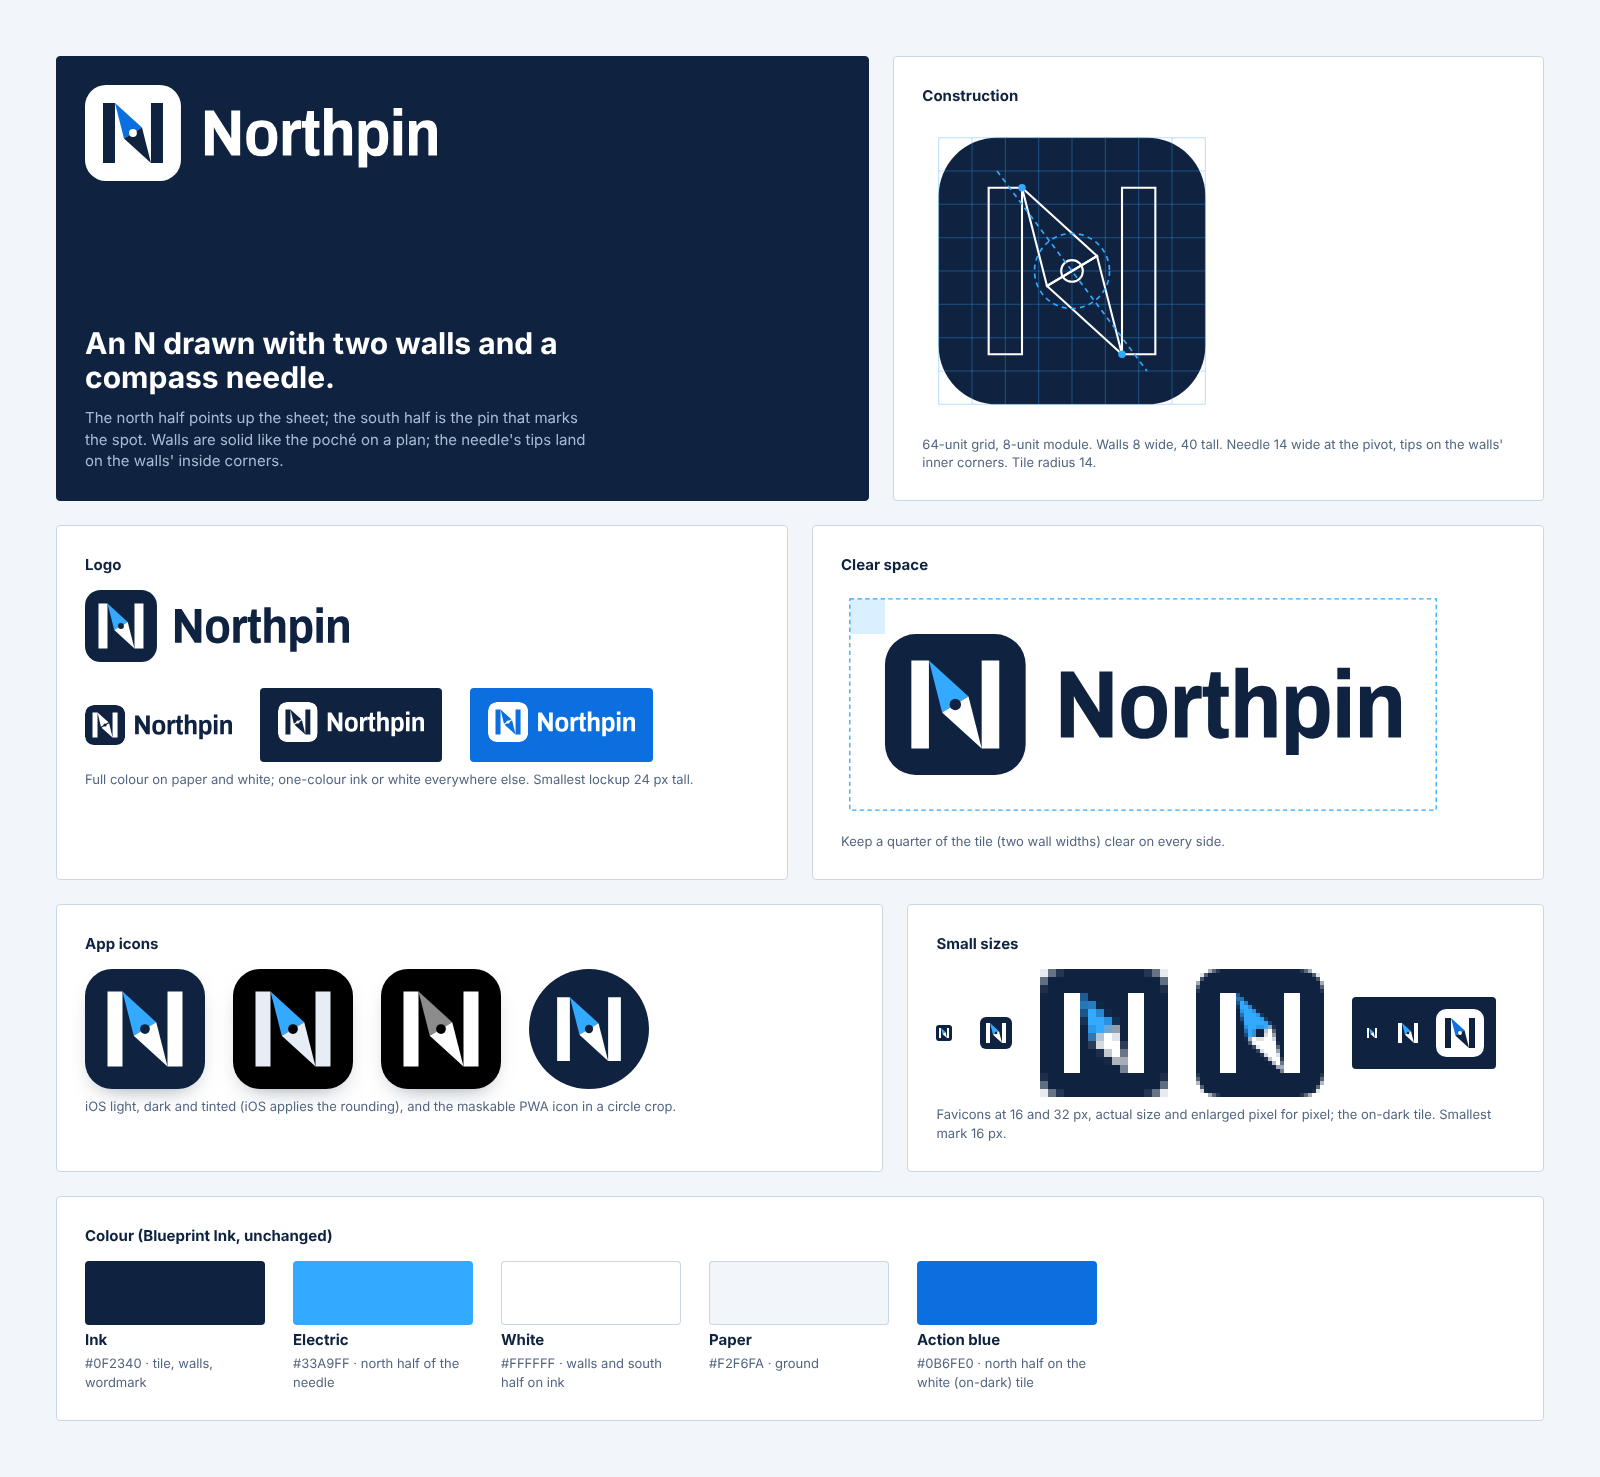 Northpin
An N drawn with two walls and a
compass needle.
The north half points up the sheet; the south half is the pin that marks
the spot. Walls are solid like the poché on a plan; the needle's tips land
on the walls' inside corners.
Construction
64-unit grid, 8-unit module. Walls 8 wide, 40 tall. Needle 14 wide at the pivot, tips on the walls'
inner corners. Tile radius 14.
Logo
Northpin
Northpin
Northpin
Northpin
Full colour on paper and white; one-colour ink or white everywhere else. Smallest lockup 24 px tall.
Clear space
Northpin
Keep a quarter of the tile (two wall widths) clear on every side.
App icons
iOS light, dark and tinted (iOS applies the rounding), and the maskable PWA icon in a circle crop.
Small sizes
Favicons at 16 and 32 px, actual size and enlarged pixel for pixel; the on-dark tile. Smallest
mark 16 px.
Colour (Blueprint Ink, unchanged)
Ink
#0F2340 · tile, walls,
wordmark
Electric
#33A9FF · north half of the
needle
White
#FFFFFF · walls and south
half on ink
Paper
#F2F6FA · ground
Action blue
#0B6FE0 · north half on the
white (on-dark) tile